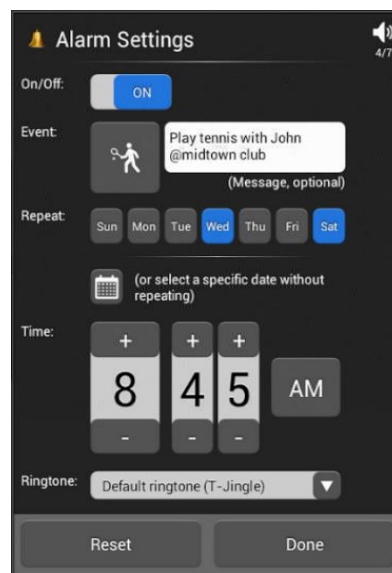 Alarm Settings
4/7
On/Off:
ON
Event:
Play tennis with John
@midtown club
(Message, optional)
Repeat:
Sun Mon Tue Wed Thu Fri Sat
(or select a specific date without
repeating)
Time:
+ + +
8 4 5 AM
- - -
Ringtone:
Default ringtone (T-Jingle)
Reset Done